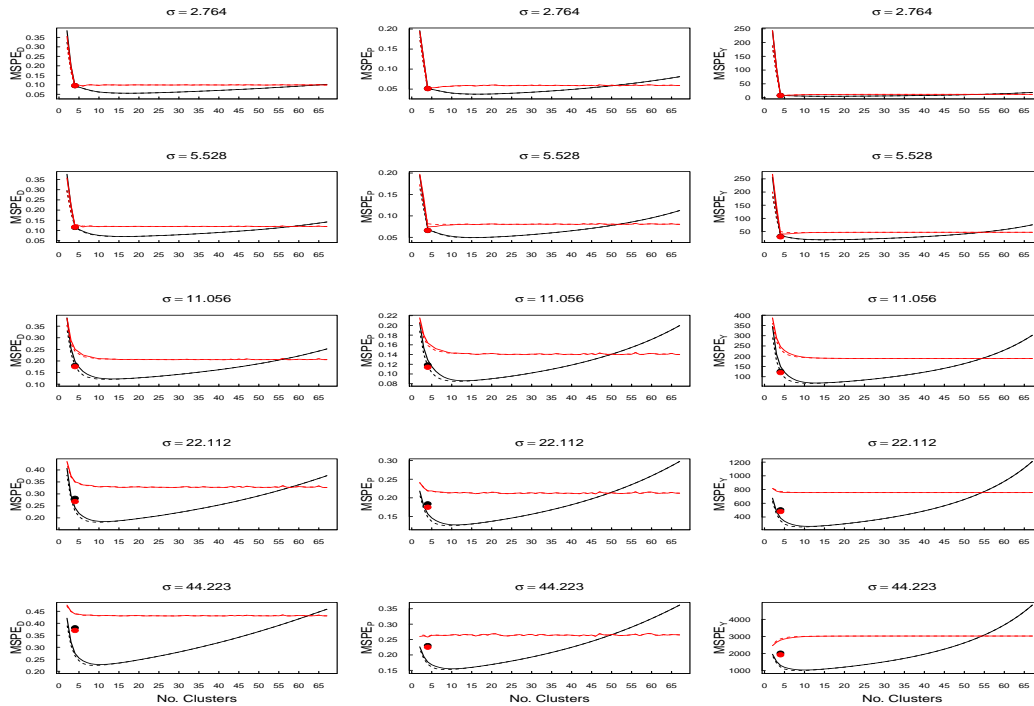 σ = 2.764
MSPE_D
0.35
0.30
0.25
0.20
0.15
0.10
0.05
0 5 10 15 20 25 30 35 40 45 50 55 60 65
σ = 2.764
MSPE_P
0.20
0.15
0.10
0.05
0 5 10 15 20 25 30 35 40 45 50 55 60 65
σ = 2.764
MSPE_Y
250
200
150
100
50
0
0 5 10 15 20 25 30 35 40 45 50 55 60 65
σ = 5.528
MSPE_D
0.35
0.30
0.25
0.20
0.15
0.10
0.05
0 5 10 15 20 25 30 35 40 45 50 55 60 65
σ = 5.528
MSPE_P
0.20
0.15
0.10
0.05
0 5 10 15 20 25 30 35 40 45 50 55 60 65
σ = 5.528
MSPE_Y
250
200
150
100
50
0 5 10 15 20 25 30 35 40 45 50 55 60 65
σ = 11.056
MSPE_D
0.35
0.30
0.25
0.20
0.15
0.10
0 5 10 15 20 25 30 35 40 45 50 55 60 65
σ = 11.056
MSPE_P
0.22
0.20
0.18
0.16
0.14
0.12
0.10
0.08
0 5 10 15 20 25 30 35 40 45 50 55 60 65
σ = 11.056
MSPE_Y
400
350
300
250
200
150
100
0 5 10 15 20 25 30 35 40 45 50 55 60 65
σ = 22.112
MSPE_D
0.40
0.35
0.30
0.25
0.20
0 5 10 15 20 25 30 35 40 45 50 55 60 65
σ = 22.112
MSPE_P
0.30
0.25
0.20
0.15
0 5 10 15 20 25 30 35 40 45 50 55 60 65
σ = 22.112
MSPE_Y
1200
1000
800
600
400
0 5 10 15 20 25 30 35 40 45 50 55 60 65
σ = 44.223
MSPE_D
0.45
0.40
0.35
0.30
0.25
0.20
0 5 10 15 20 25 30 35 40 45 50 55 60 65
No. Clusters
σ = 44.223
MSPE_P
0.35
0.30
0.25
0.20
0.15
0 5 10 15 20 25 30 35 40 45 50 55 60 65
No. Clusters
σ = 44.223
MSPE_Y
5000
4000
3000
2000
1000
0 5 10 15 20 25 30 35 40 45 50 55 60 65
No. Clusters